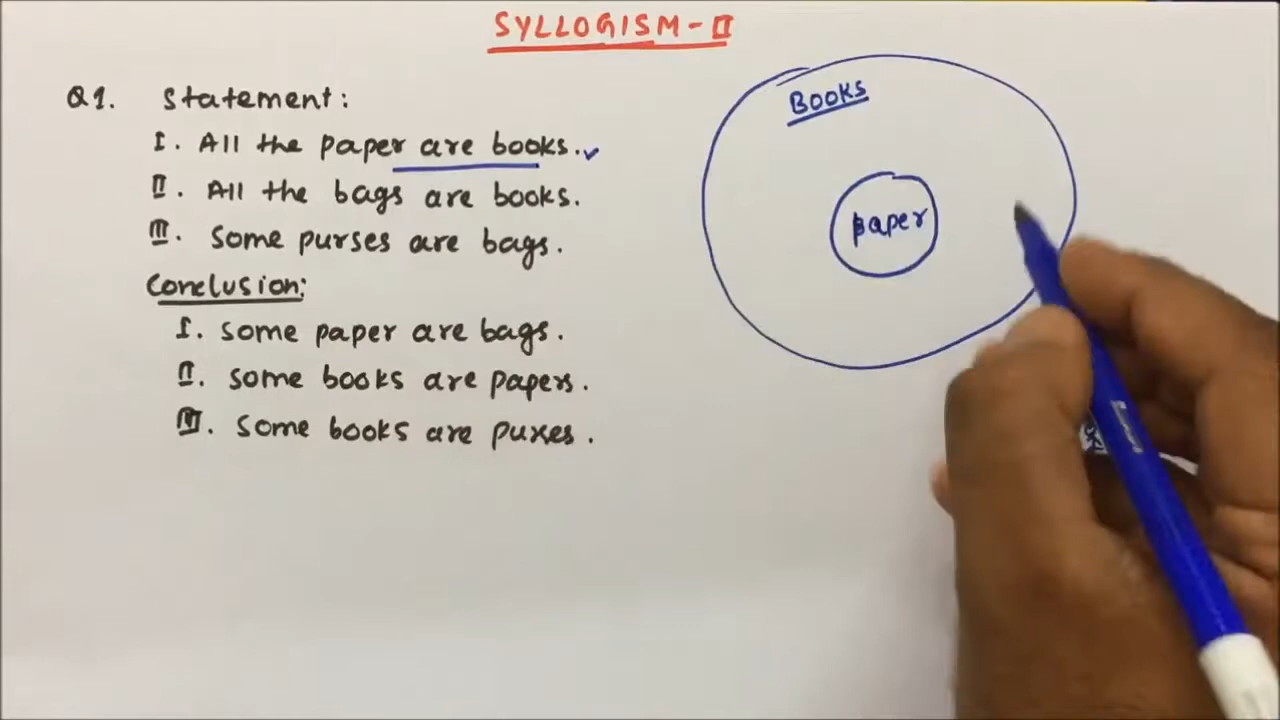 SYLLOGISM - II
Q1. Statement:
I. All the paper are books.
II. All the bags are books.
III. Some purses are bags.
Conclusion:
I. Some paper are bags.
II. Some books are papers.
III. Some books are purses.
Books
Paper